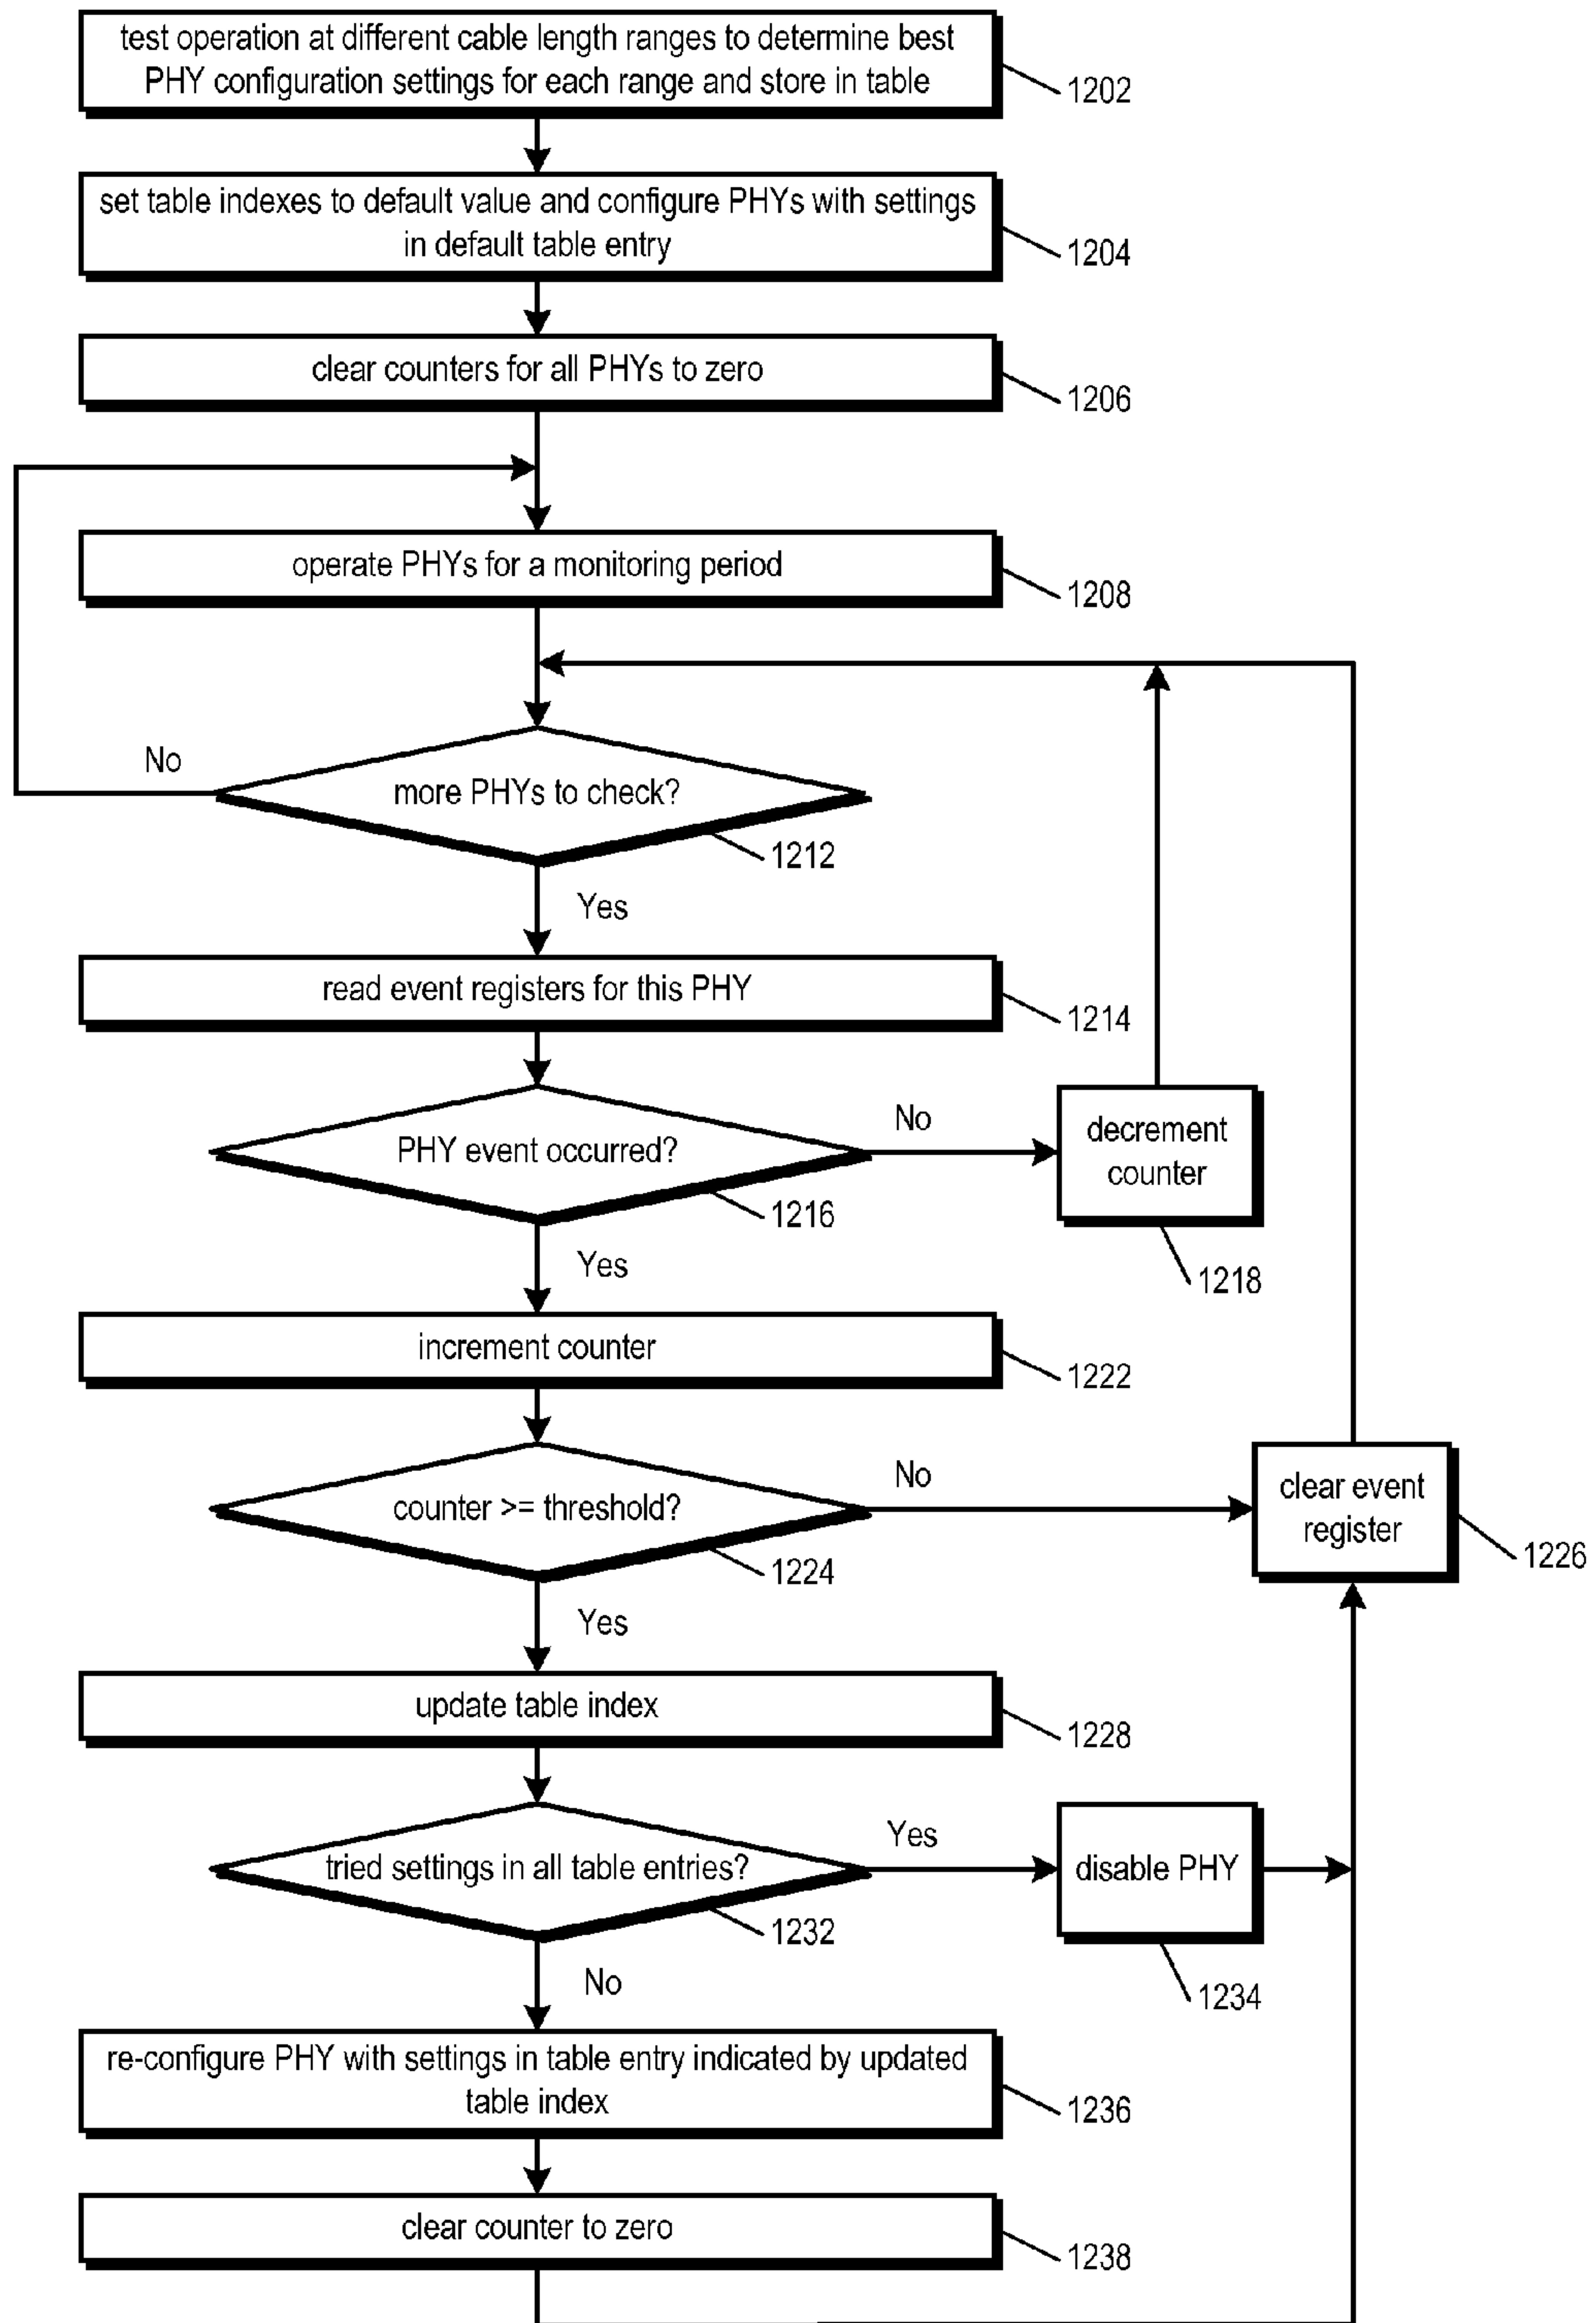 test operation at different cable length ranges to determine best
PHY configuration settings for each range and store in table
1202
set table indexes to default value and configure PHYs with settings
in default table entry
1204
clear counters for all PHYs to zero
1206
operate PHYs for a monitoring period
1208
No
more PHYs to check?
1212
Yes
read event registers for this PHY
1214
PHY event occurred?
No
decrement
counter
1216
1218
Yes
increment counter
1222
counter >= threshold?
No
clear event
register
1224
1226
Yes
update table index
1228
tried settings in all table entries?
Yes
disable PHY
1232
1234
No
re-configure PHY with settings in table entry indicated by updated
table index
1236
clear counter to zero
1238